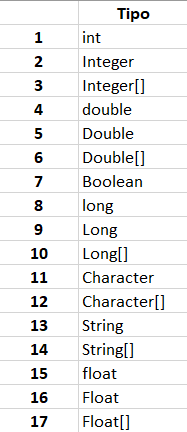 Tipo
1 int
2 Integer
3 Integer[]
4 double
5 Double
6 Double[]
7 Boolean
8 long
9 Long
10 Long[]
11 Character
12 Character[]
13 String
14 String[]
15 float
16 Float
17 Float[]